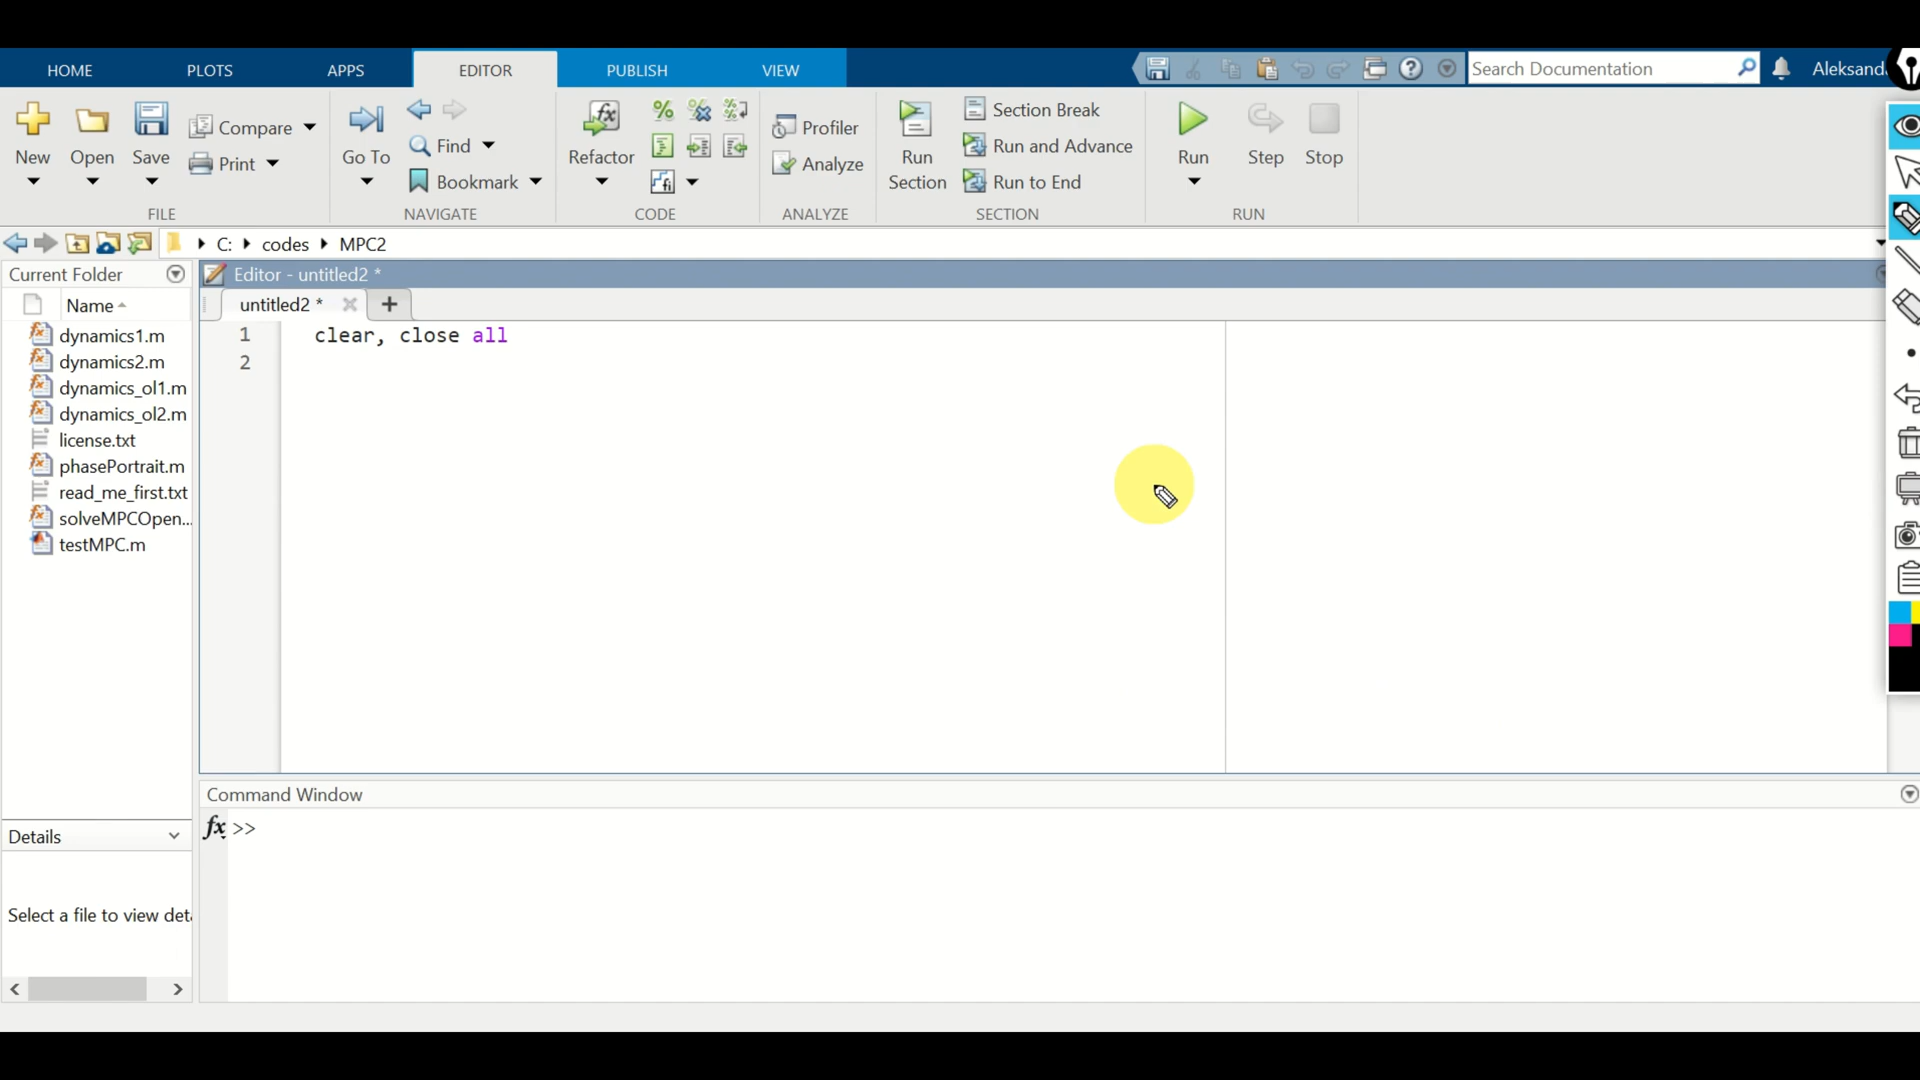 HOME PLOTS APPS EDITOR PUBLISH VIEW Search Documentation
New Open Save Compare Print Go To Find Bookmark Refactor Profiler Analyze Run Section Section Break Run and Advance Run to End Run Step Stop
FILE NAVIGATE CODE ANALYZE SECTION RUN
C: codes MPC2
Current Folder
Editor - untitled2 *
Name
untitled2 *
1 clear, close all
2
dynamics1.m
dynamics2.m
dynamics_ol1.m
dynamics_ol2.m
license.txt
phasePortrait.m
read_me_first.txt
solveMPCOpen...
testMPC.m
Command Window
fx >>
Details
Select a file to view